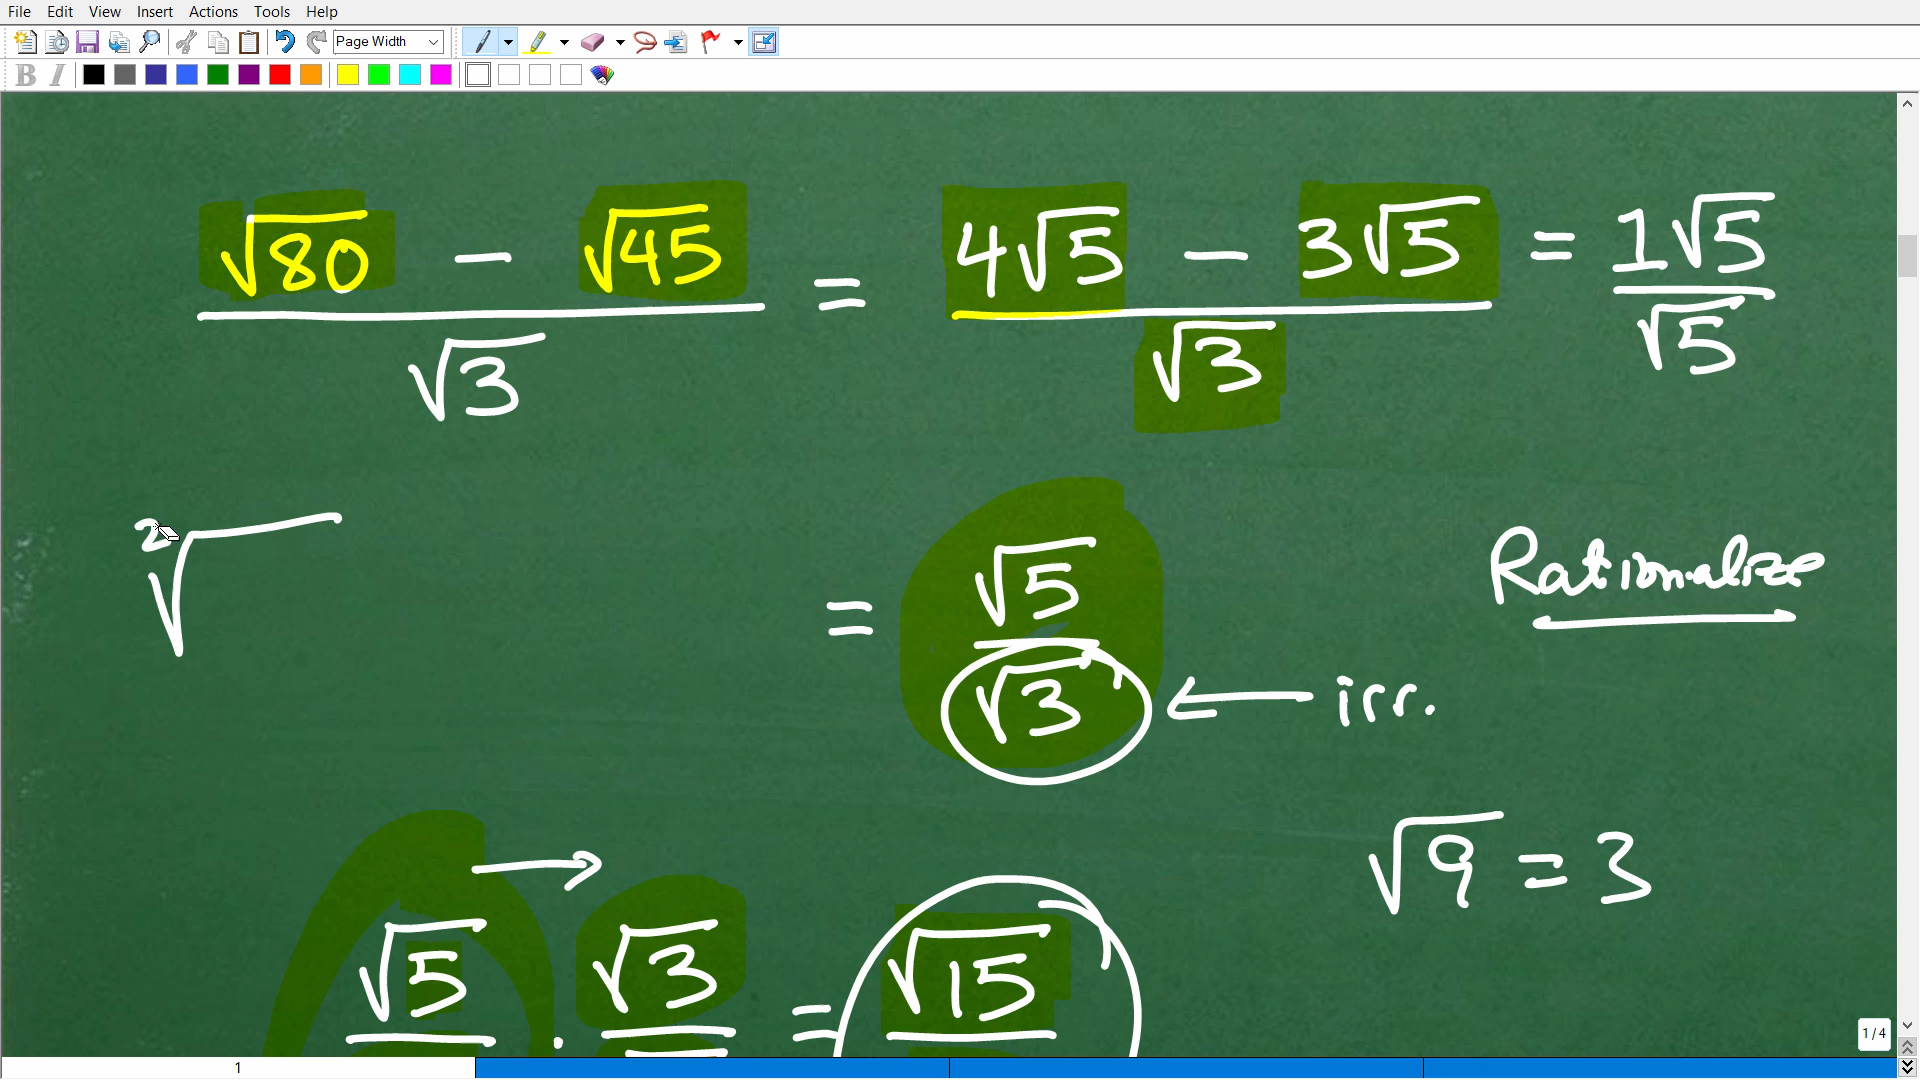 File Edit View Insert Actions Tools Help
Page Width
B I
√80 − √45 / √3 = 4√5 − 3√5 / √3 = 1√5 / √5
2√
= √5 / √3 ← irr.
Rationalize
√9 = 3
→
√5 · √3 = √15
1 / 4
1